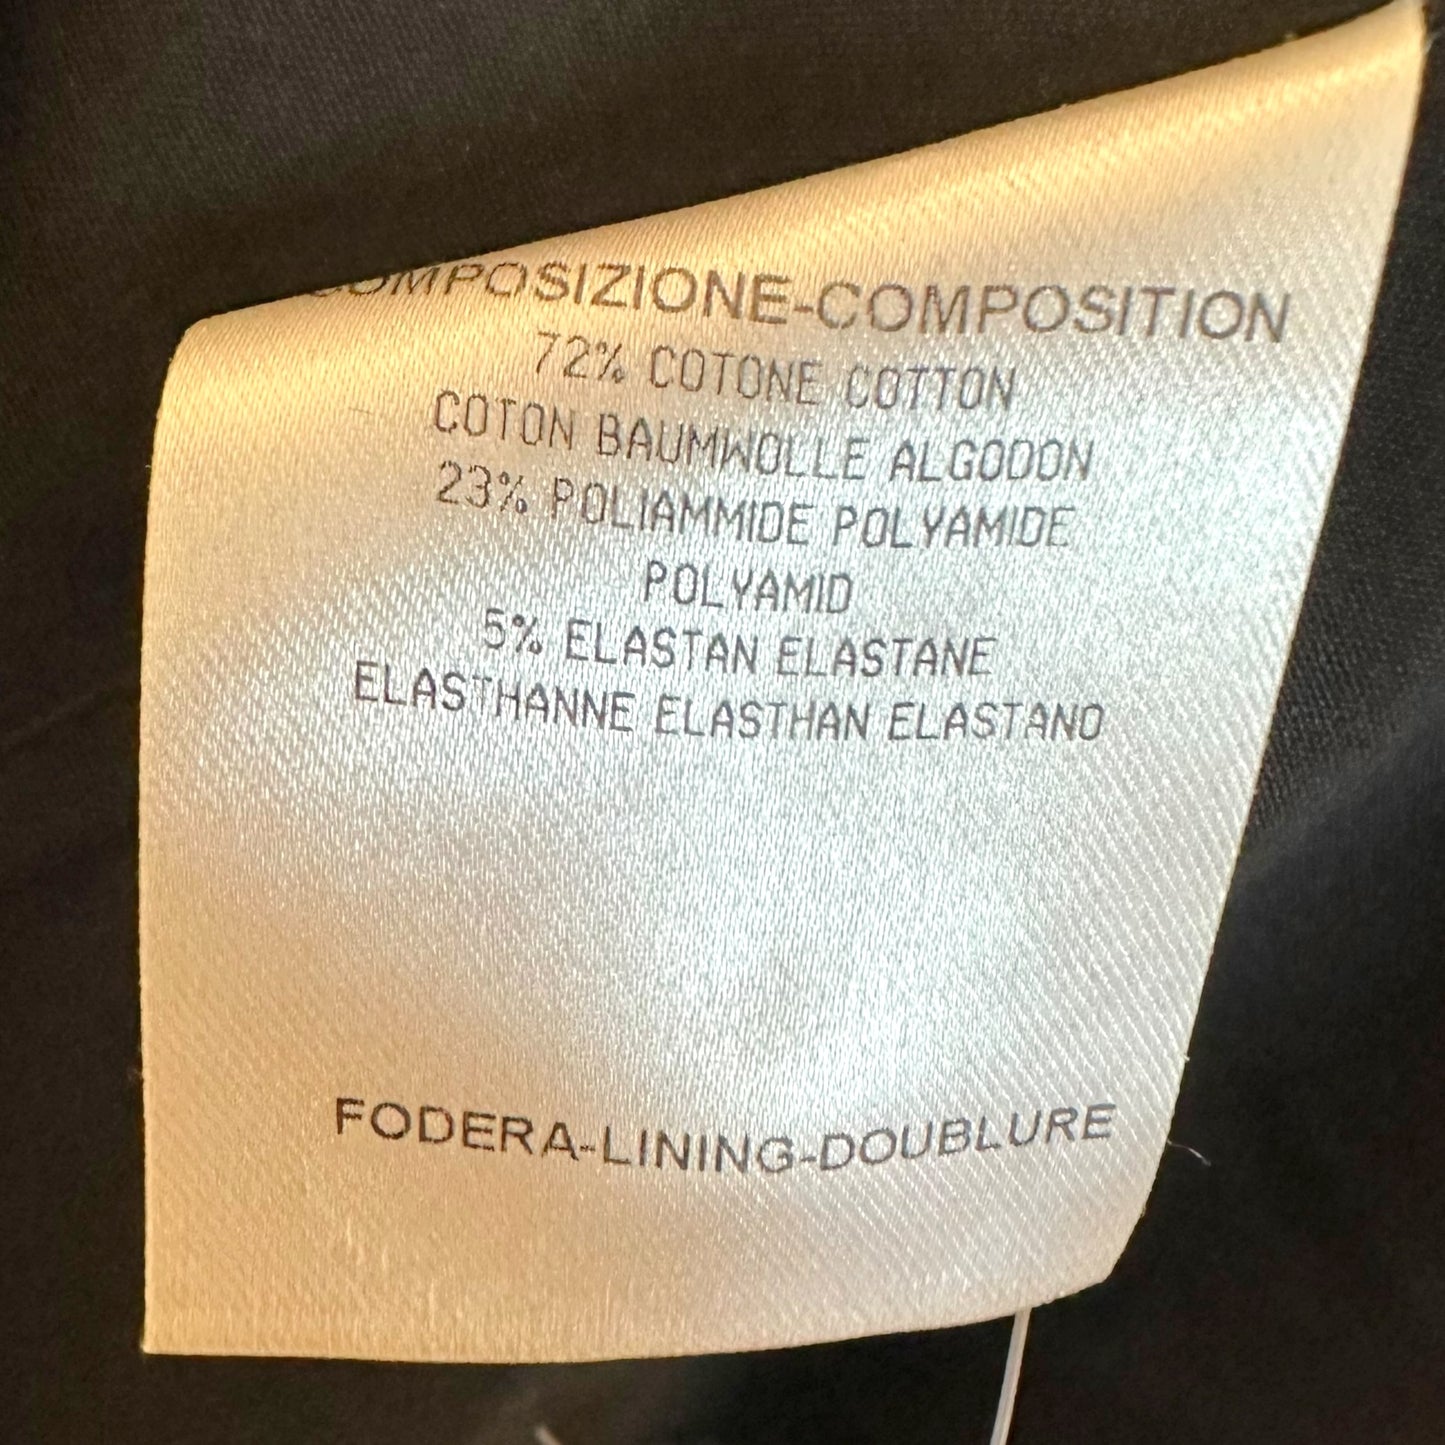 COMPOSIZIONE-COMPOSITION
72% COTONE COTTON
COTON BAUMWOLLE ALGODON
23% POLIAMMIDE POLYAMIDE
POLYAMID
5% ELASTAN ELASTANE
ELASTHANNE ELASTHAN ELASTANO
FODERA-LINING-DOUBLURE